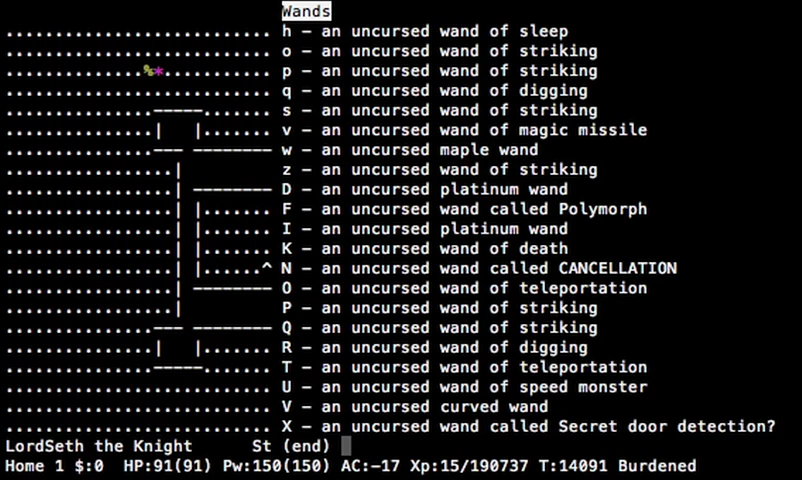 Wands
.......................... h - an uncursed wand of sleep
.......................... o - an uncursed wand of striking
..............%*.......... p - an uncursed wand of striking
.......................... q - an uncursed wand of digging
...............-----...... s - an uncursed wand of striking
...............|   |...... v - an uncursed wand of magic missile
...............--- -------- w - an uncursed maple wand
.................| z - an uncursed wand of striking
.................| -------- D - an uncursed platinum wand
.................| |....... F - an uncursed wand called Polymorph
.................| |....... I - an uncursed platinum wand
.................| |....... K - an uncursed wand of death
.................| |......^ N - an uncursed wand called CANCELLATION
.................| -------- O - an uncursed wand of teleportation
.................| P - an uncursed wand of striking
...............--- -------- Q - an uncursed wand of striking
...............|   |....... R - an uncursed wand of digging
...............-----....... T - an uncursed wand of teleportation
........................... U - an uncursed wand of speed monster
........................... V - an uncursed curved wand
........................... X - an uncursed wand called Secret door detection?
LordSeth the Knight St (end)
Home 1 $:0 HP:91(91) Pw:150(150) AC:-17 Xp:15/190737 T:14091 Burdened